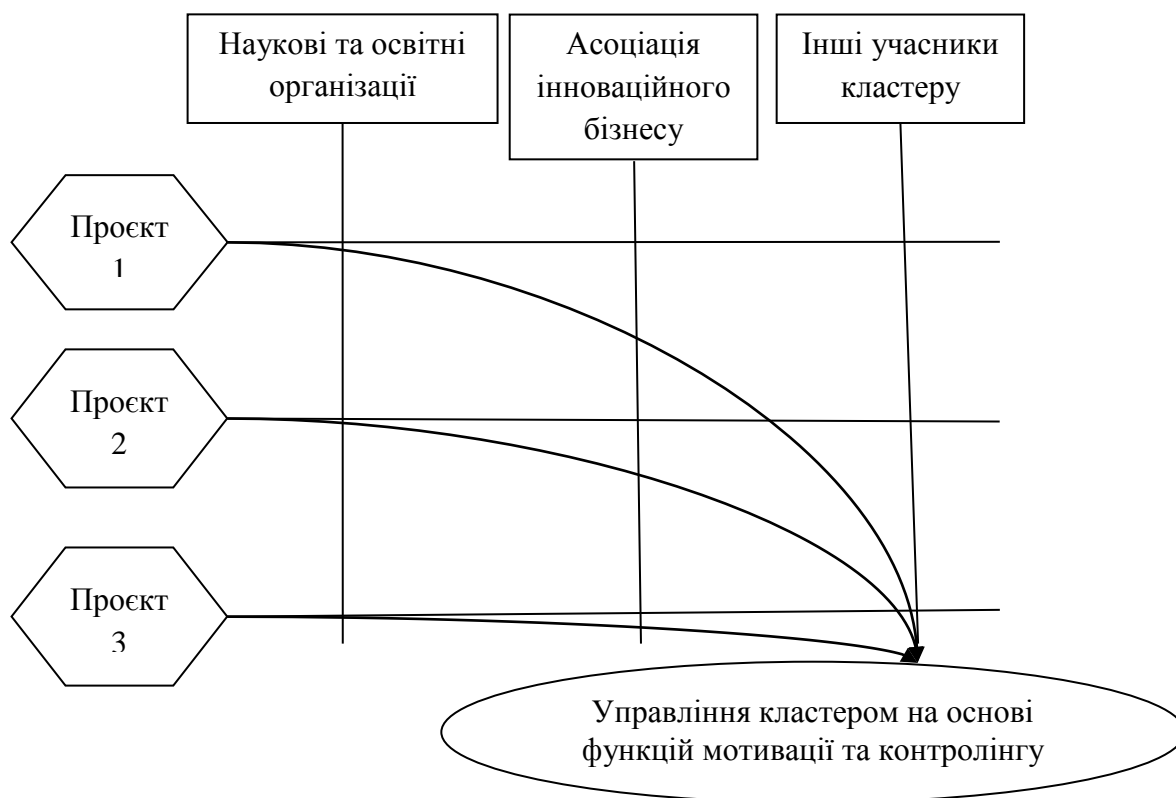 Наукові та освітні
організації
Асоціація
інноваційного
бізнесу
Інші учасники
кластеру
Проєкт
1
Проєкт
2
Проєкт
3
Управління кластером на основі
функцій мотивації та контролінгу